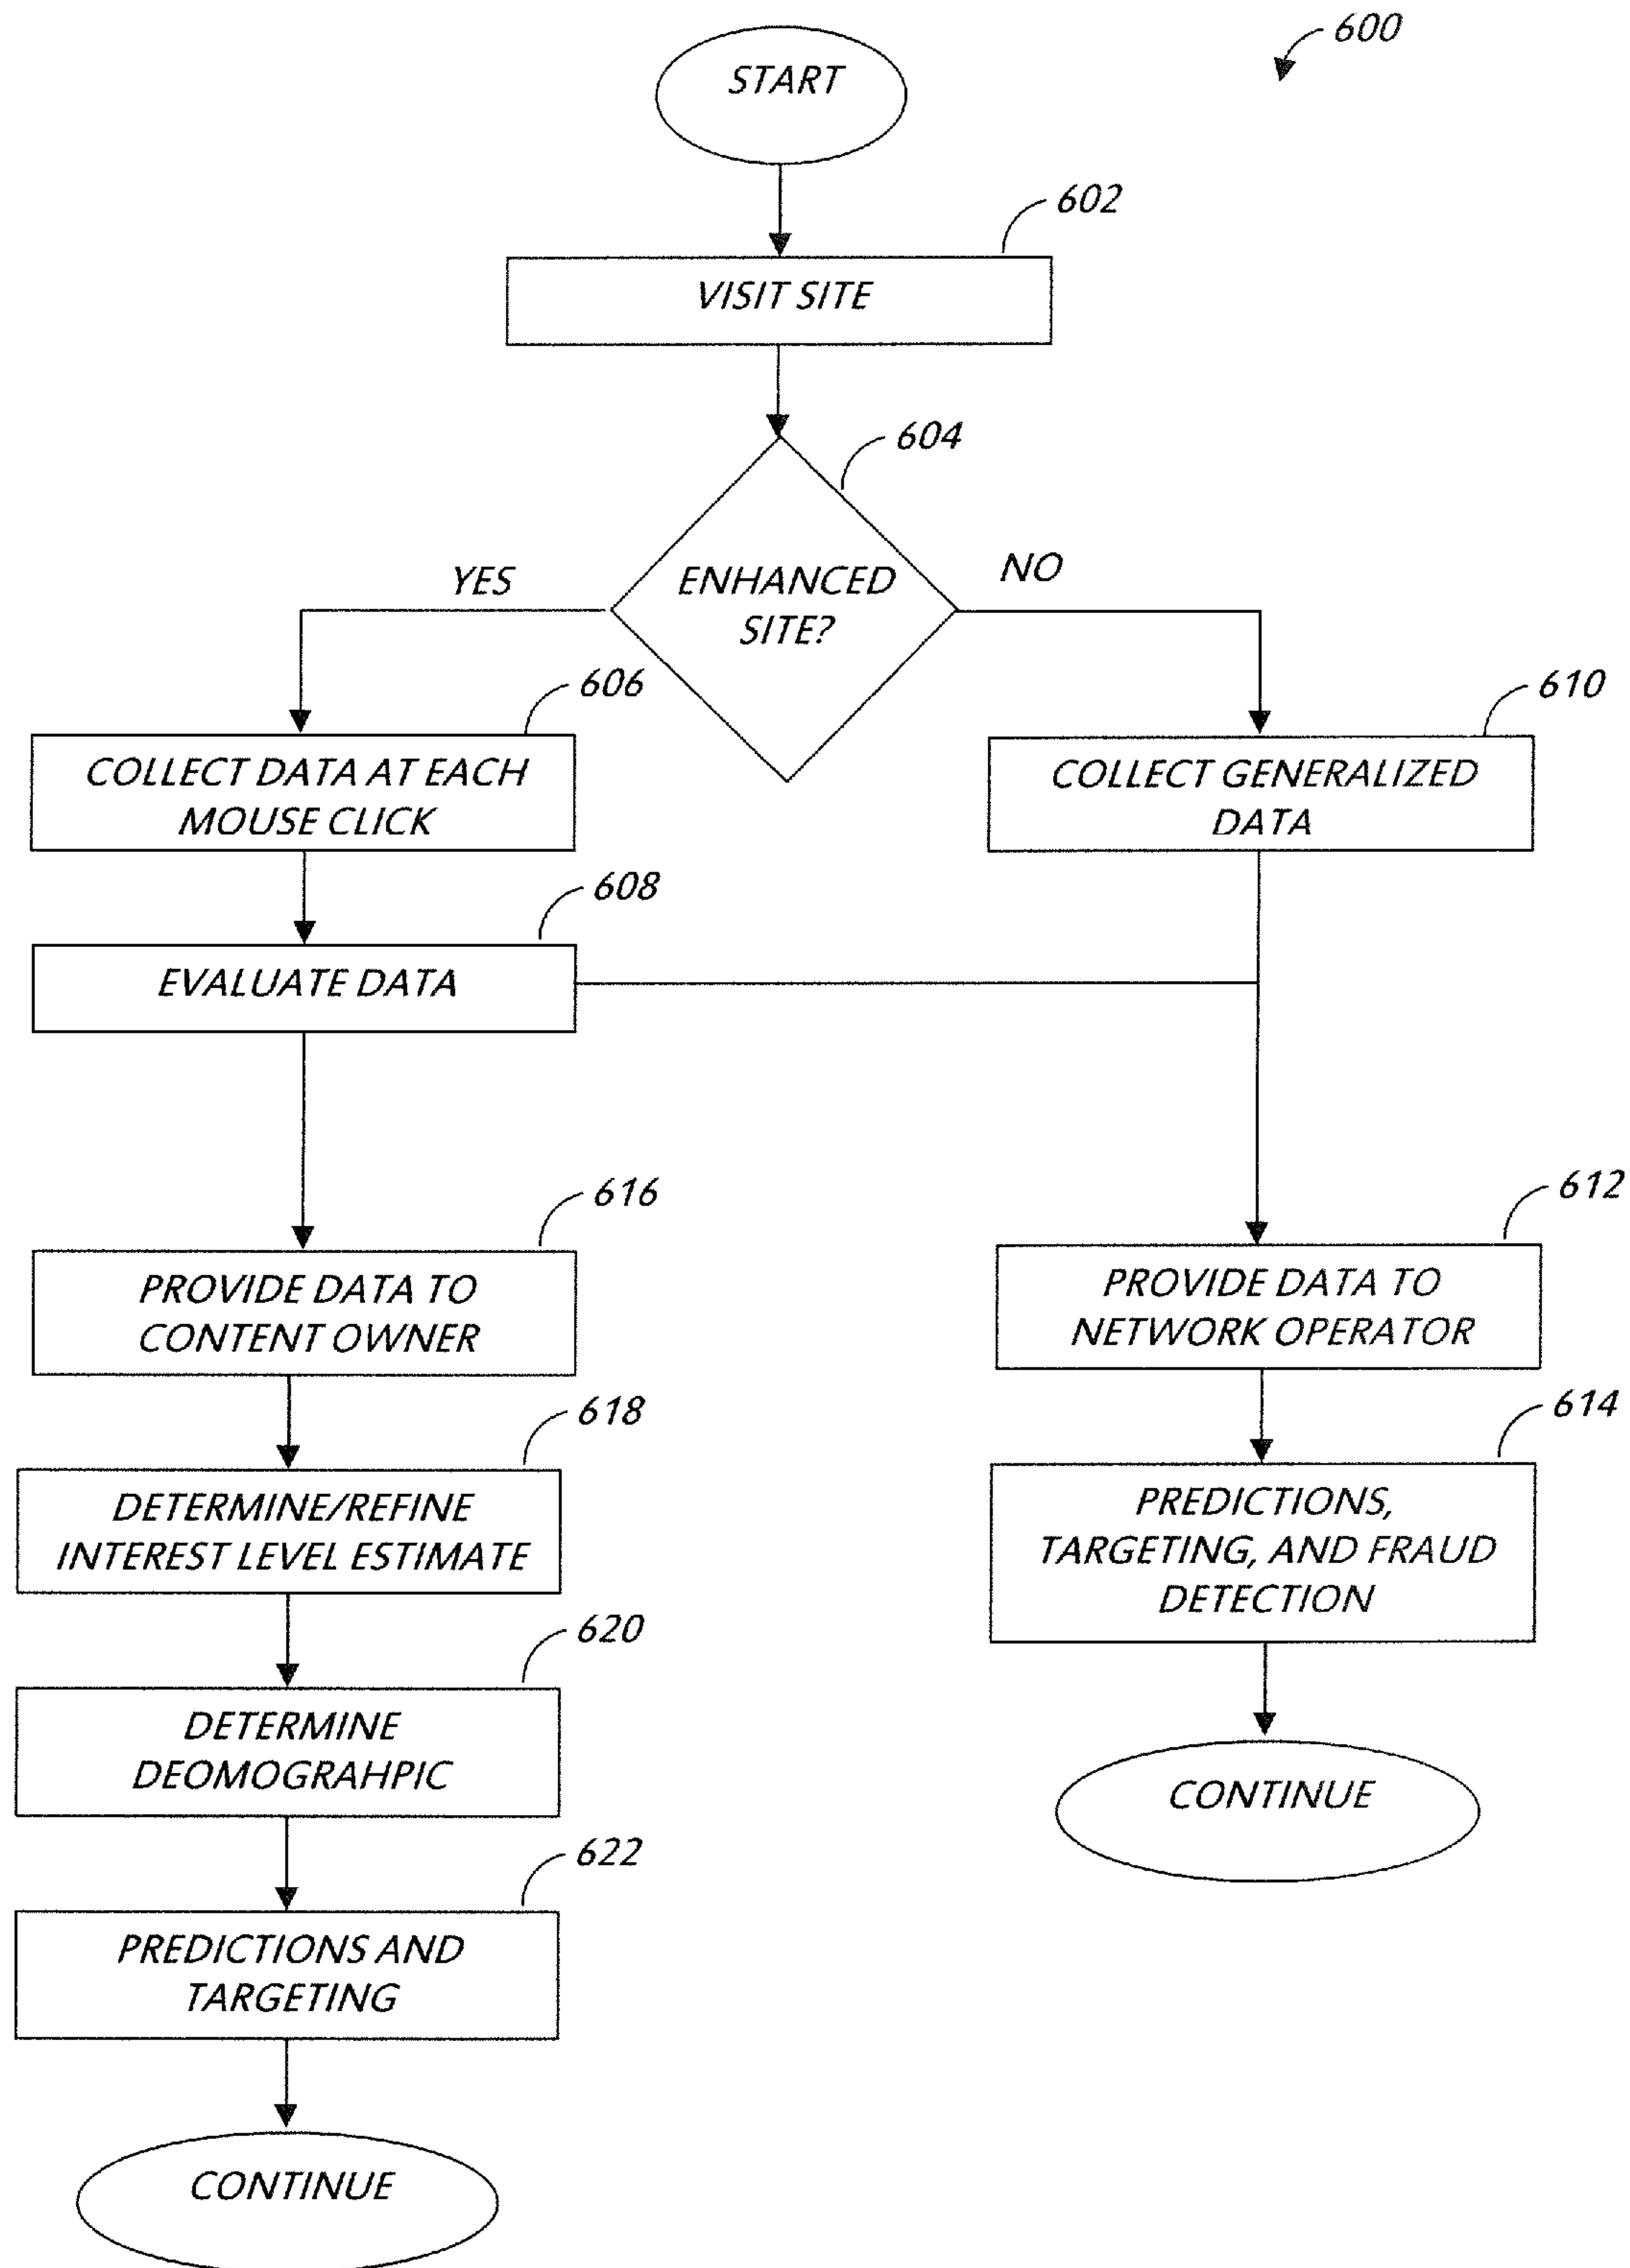 600
START
602
VISIT SITE
604
ENHANCED
SITE?
YES
NO
606
COLLECT DATA AT EACH
MOUSE CLICK
610
COLLECT GENERALIZED
DATA
608
EVALUATE DATA
616
PROVIDE DATA TO
CONTENT OWNER
612
PROVIDE DATA TO
NETWORK OPERATOR
618
DETERMINE/REFINE
INTEREST LEVEL ESTIMATE
614
PREDICTIONS,
TARGETING, AND FRAUD
DETECTION
620
DETERMINE
DEOMOGRAHPIC
CONTINUE
622
PREDICTIONS AND
TARGETING
CONTINUE